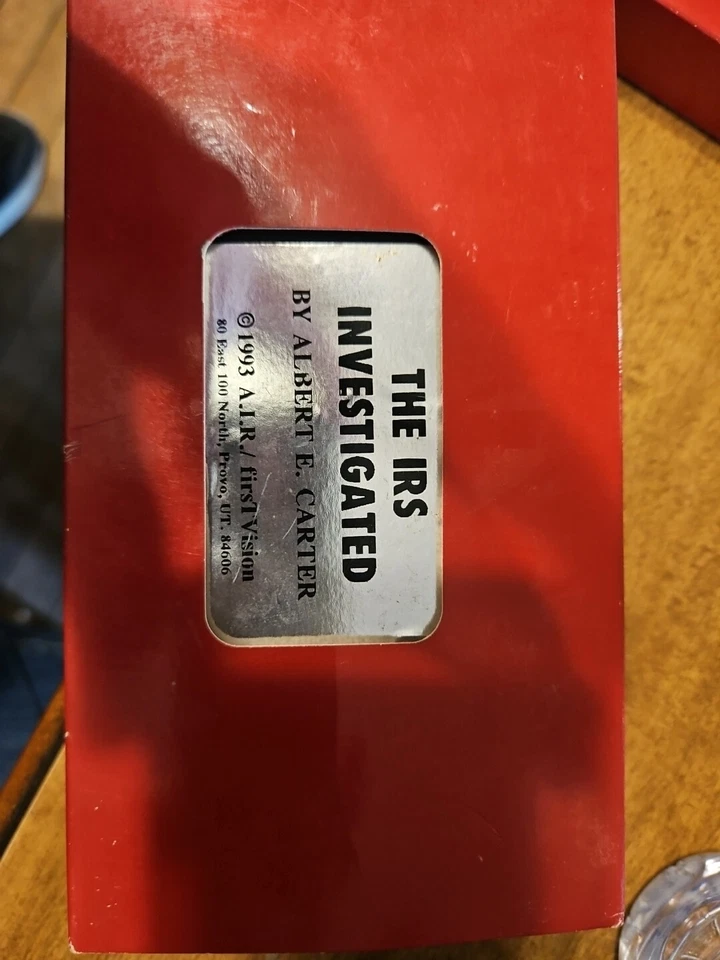 THE IRS
INVESTIGATED
BY ALBERT E. CARTER
©1993 A.I.R./ firsTVision
80 East 100 North, Provo, UT. 84606